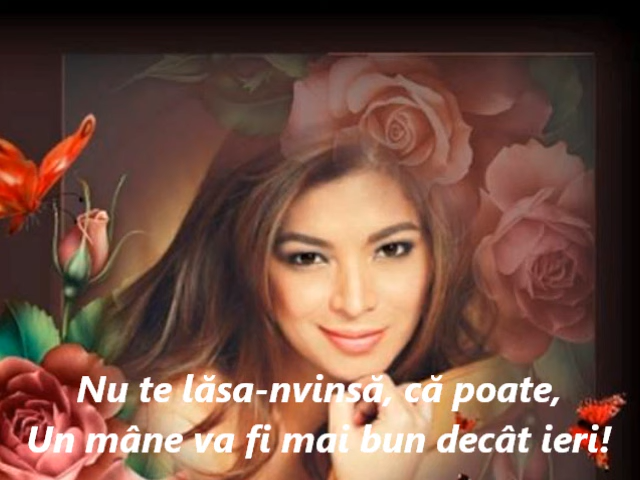 Nu te lăsa-nvinsă, că poate,
Un mâne va fi mai bun decât ieri!